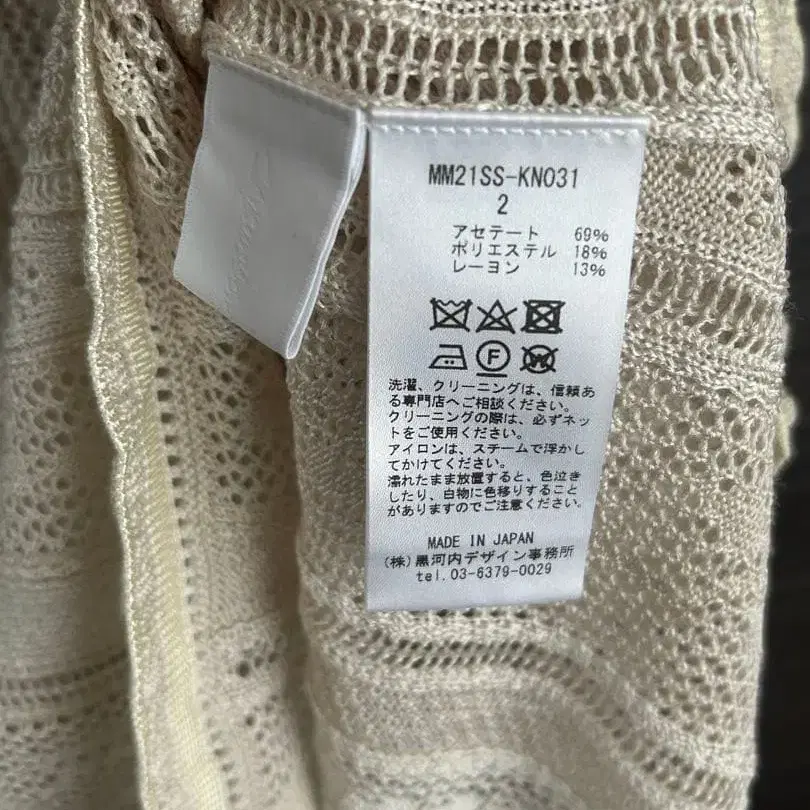 MM21SS-KN031
2
アセテート 69%
ポリエステル 18%
レーヨン 13%
F
W
洗濯、クリーニングは、信頼あ
る専門店へご相談ください。
クリーニングの際は、必ずネッ
トをご使用ください。
アイロンは、スチームで浮かし
てかけてください。
濡れたまま放置すると、色泣き
したり、白物に色移りすること
がありますのでご注意ください。
MADE IN JAPAN
(株)黒河内デザイン事務所
tel.03-6379-0029